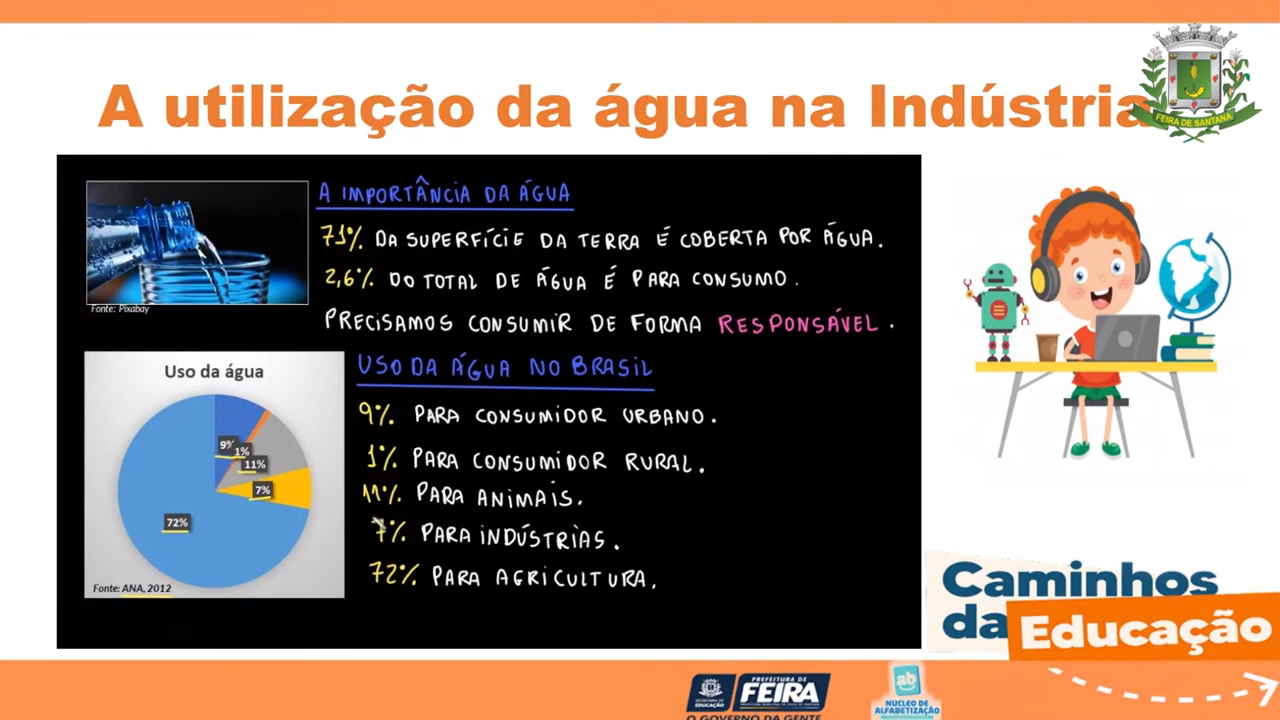 A utilização da água na Indústria
FEIRA DE SANTANA
A IMPORTÂNCIA DA ÁGUA
71% DA SUPERFÍCIE DA TERRA É COBERTA POR ÁGUA.
2,6% DO TOTAL DE ÁGUA É PARA CONSUMO.
Fonte: Pixabay
PRECISAMOS CONSUMIR DE FORMA RESPONSÁVEL.
Uso da água
9%
1%
11%
7%
72%
Fonte: ANA, 2012
USO DA ÁGUA NO BRASIL
9% PARA CONSUMIDOR URBANO.
1% PARA CONSUMIDOR RURAL.
11% PARA ANIMAIS.
7% PARA INDÚSTRIAS.
72% PARA AGRICULTURA.
Caminhos
da Educação
SECRETARIA DE
EDUCAÇÃO
PREFEITURA DE
FEIRA
O GOVERNO DA GENTE
ab
NÚCLEO DE
ALFABETIZAÇÃO